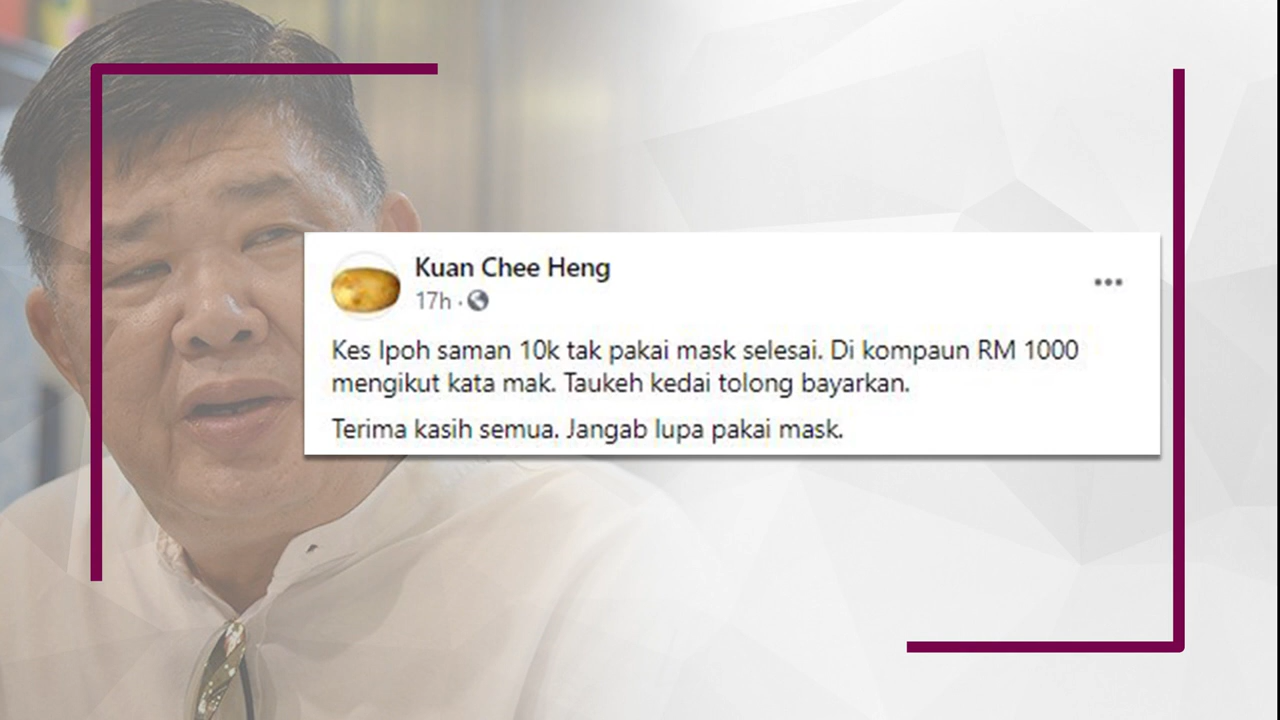 Kuan Chee Heng
17h ·
Kes Ipoh saman 10k tak pakai mask selesai. Di kompaun RM 1000
mengikut kata mak. Taukeh kedai tolong bayarkan.
Terima kasih semua. Jangab lupa pakai mask.